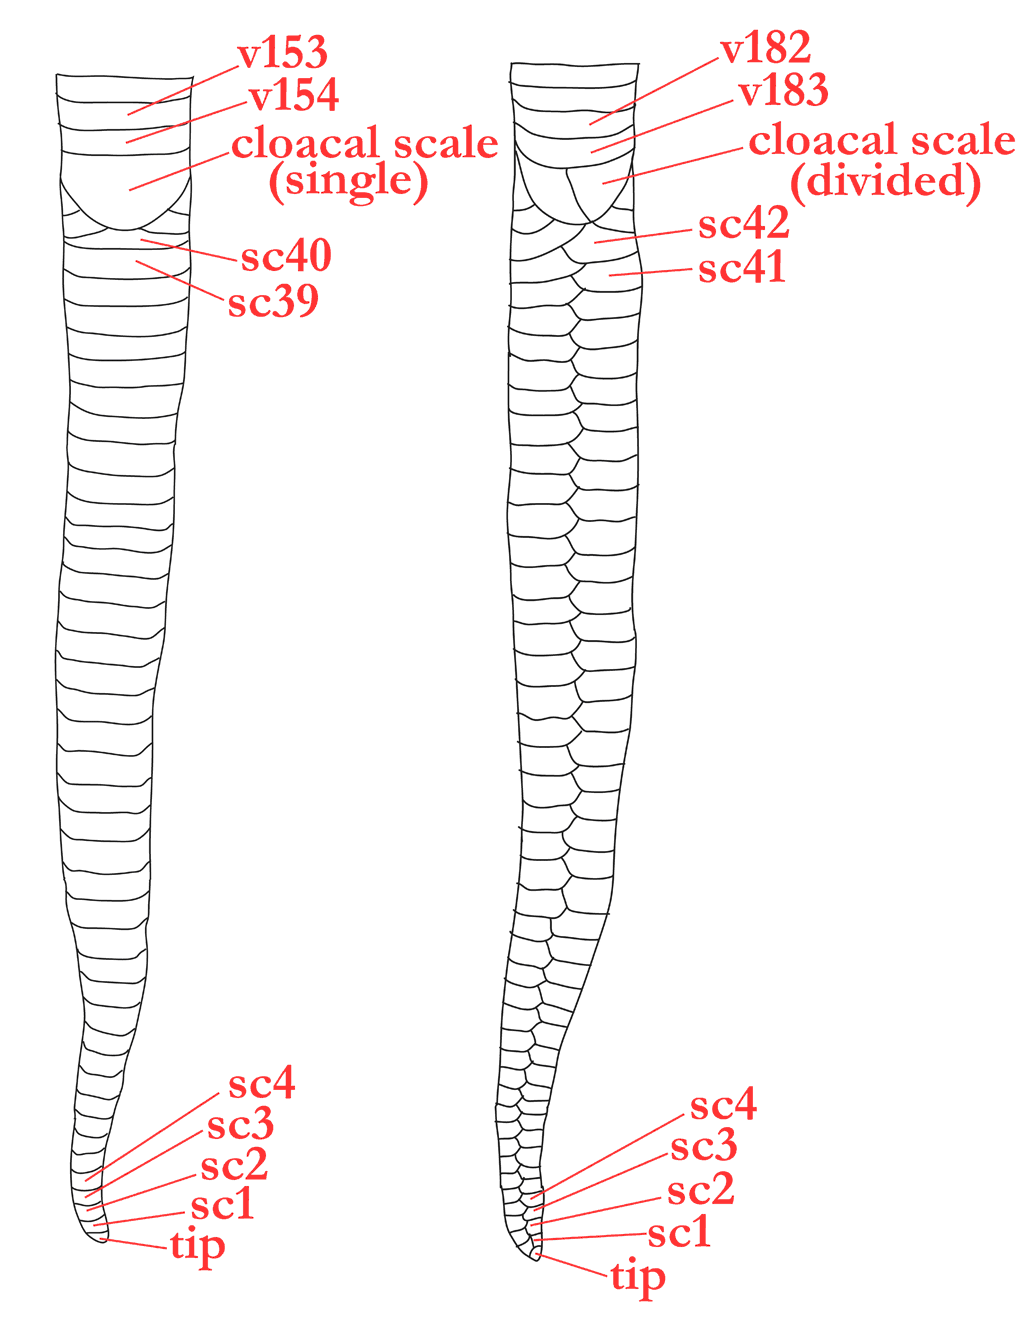 v153
v154
cloacal scale
(single)
sc40
sc39
sc4
sc3
sc2
sc1
tip
v182
v183
cloacal scale
(divided)
sc42
sc41
sc4
sc3
sc2
sc1
tip